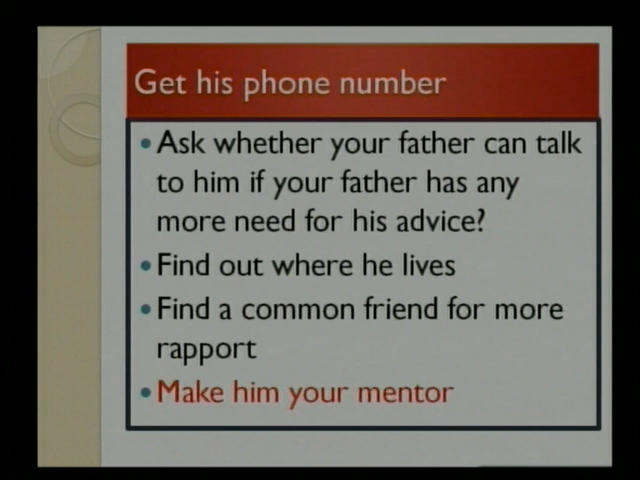 Get his phone number
Ask whether your father can talk
to him if your father has any
more need for his advice?
Find out where he lives
Find a common friend for more
rapport
Make him your mentor